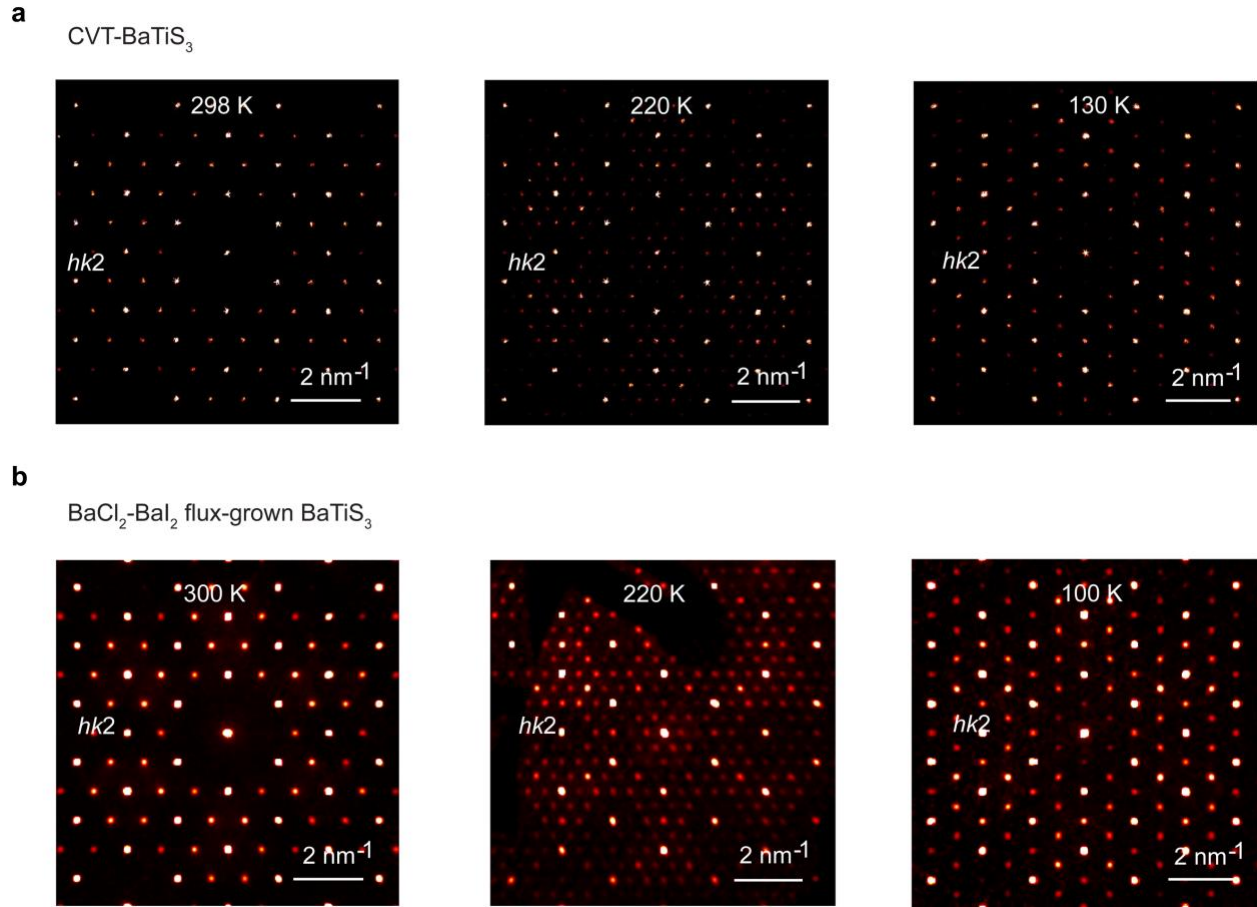 a
CVT-BaTiS₃
298 K
220 K
130 K
hk2
hk2
hk2
2 nm⁻¹
2 nm⁻¹
2 nm⁻¹
b
BaCl₂-BaI₂ flux-grown BaTiS₃
300 K
220 K
100 K
hk2
hk2
hk2
2 nm⁻¹
2 nm⁻¹
2 nm⁻¹